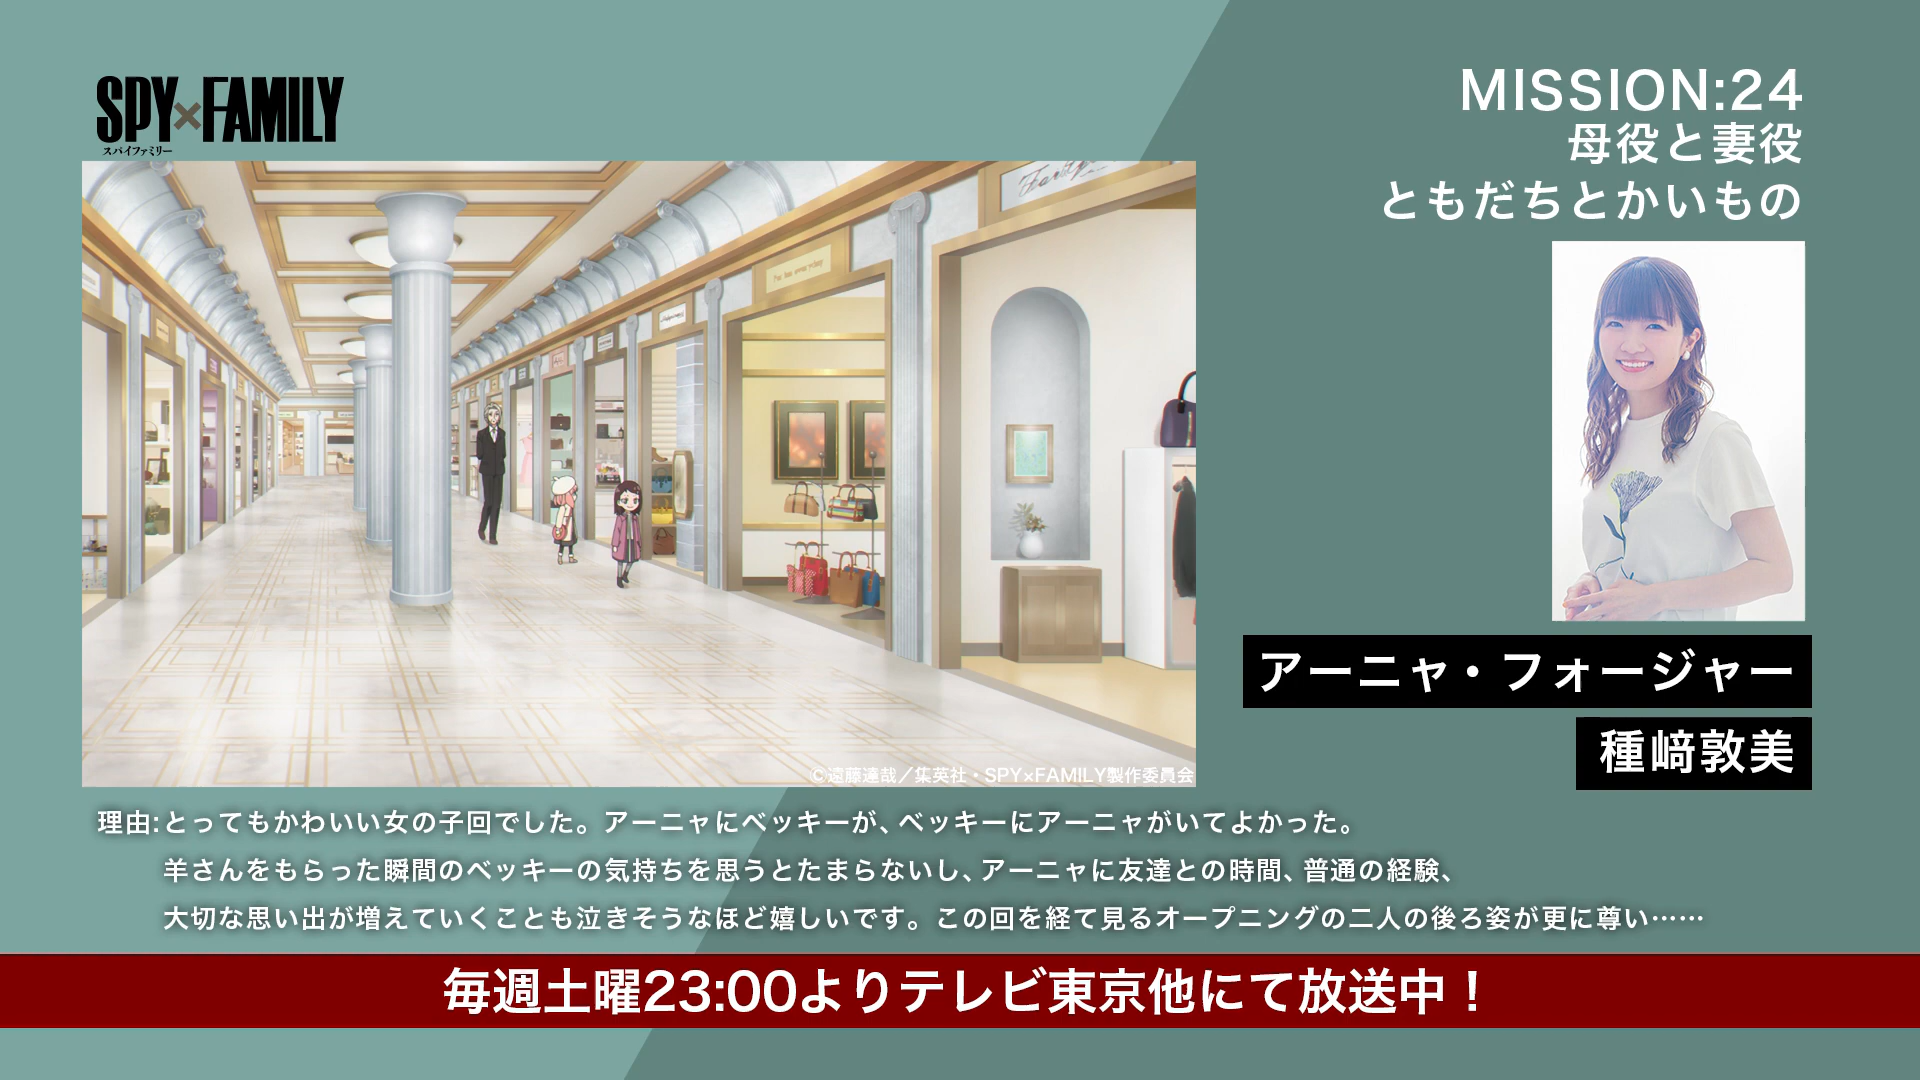 SPY×FAMILY
スパイファミリー
MISSION:24
母役と妻役
ともだちとかいもの
©遠藤達哉／集英社・SPY×FAMILY製作委員会
アーニャ・フォージャー
種﨑敦美
理由:とってもかわいい女の子回でした。アーニャにベッキーが、ベッキーにアーニャがいてよかった。
羊さんをもらった瞬間のベッキーの気持ちを思うとたまらないし、アーニャに友達との時間、普通の経験、
大切な思い出が増えていくことも泣きそうなほど嬉しいです。この回を経て見るオープニングの二人の後ろ姿が更に尊い……
毎週土曜23:00よりテレビ東京他にて放送中！